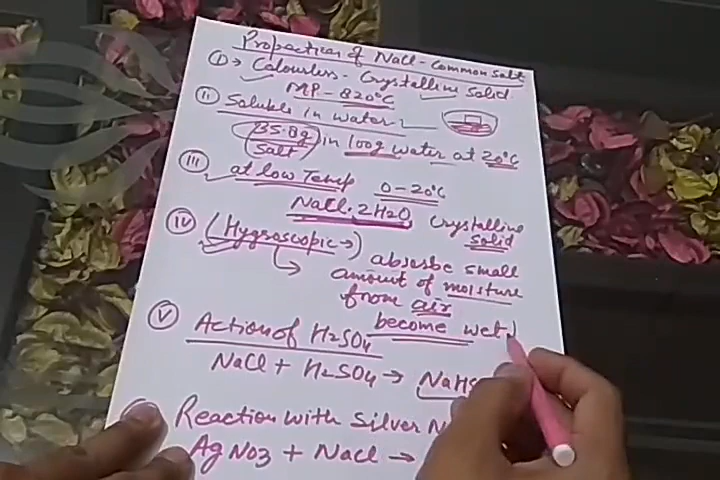 Properties of NaCl - Common Salt
(I) → Colourless - Crystalline Solid.
MP - 820°C
(II) Soluble in water -
35.8g in 100g water at 20°C
Salt
(III) at low Temp 0-20°C
NaCl.2H2O Crystalline
Solid
(IV) (Hygroscopic →) absorbe small
amount of moisture
from air
become wet
(V) Action of H2SO4
NaCl + H2SO4 → NaHS
Reaction with Silver N
AgNO3 + NaCl →